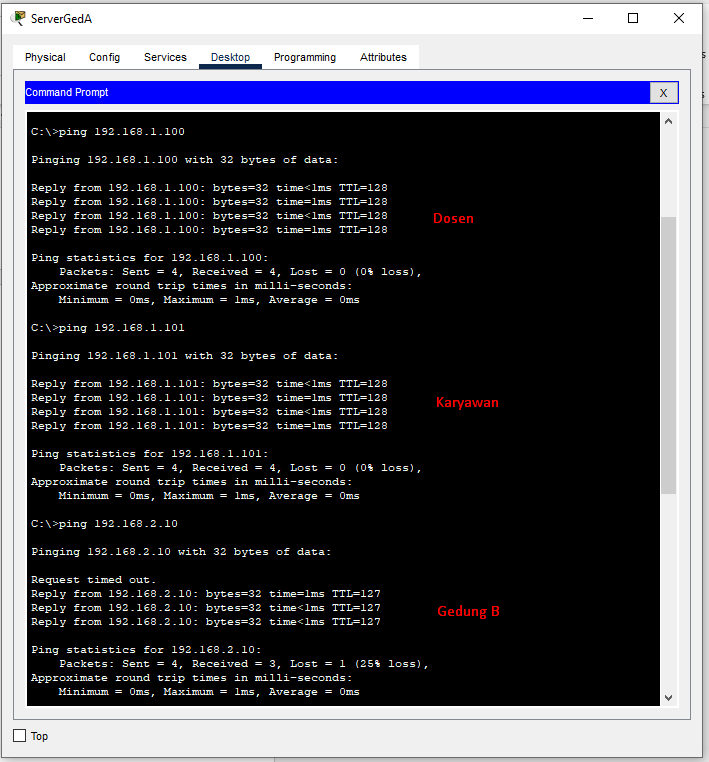 ServerGedA
Physical Config Services Desktop Programming Attributes
Command Prompt X
C:\>ping 192.168.1.100
Pinging 192.168.1.100 with 32 bytes of data:
Reply from 192.168.1.100: bytes=32 time<1ms TTL=128
Reply from 192.168.1.100: bytes=32 time=1ms TTL=128
Reply from 192.168.1.100: bytes=32 time<1ms TTL=128
Reply from 192.168.1.100: bytes=32 time=1ms TTL=128
Dosen
Ping statistics for 192.168.1.100:
Packets: Sent = 4, Received = 4, Lost = 0 (0% loss),
Approximate round trip times in milli-seconds:
Minimum = 0ms, Maximum = 1ms, Average = 0ms
C:\>ping 192.168.1.101
Pinging 192.168.1.101 with 32 bytes of data:
Reply from 192.168.1.101: bytes=32 time<1ms TTL=128
Reply from 192.168.1.101: bytes=32 time=1ms TTL=128
Reply from 192.168.1.101: bytes=32 time<1ms TTL=128
Reply from 192.168.1.101: bytes=32 time=1ms TTL=128
Karyawan
Ping statistics for 192.168.1.101:
Packets: Sent = 4, Received = 4, Lost = 0 (0% loss),
Approximate round trip times in milli-seconds:
Minimum = 0ms, Maximum = 1ms, Average = 0ms
C:\>ping 192.168.2.10
Pinging 192.168.2.10 with 32 bytes of data:
Request timed out.
Reply from 192.168.2.10: bytes=32 time=1ms TTL=127
Reply from 192.168.2.10: bytes=32 time<1ms TTL=127
Reply from 192.168.2.10: bytes=32 time<1ms TTL=127
Gedung B
Ping statistics for 192.168.2.10:
Packets: Sent = 4, Received = 3, Lost = 1 (25% loss),
Approximate round trip times in milli-seconds:
Minimum = 0ms, Maximum = 1ms, Average = 0ms
Top